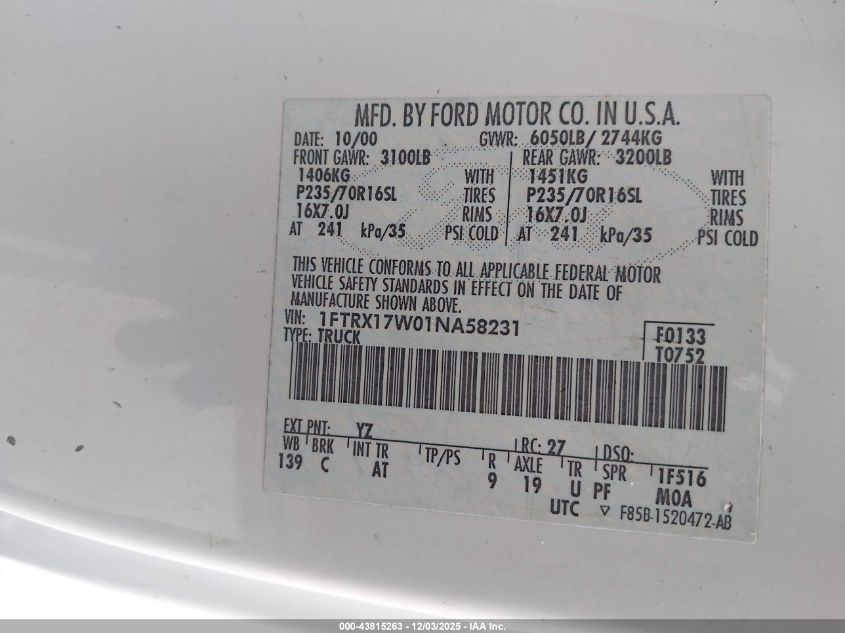 MFD. BY FORD MOTOR CO. IN U.S.A.
DATE: 10/00 GVWR: 6050LB/ 2744KG
FRONT GAWR: 3100LB REAR GAWR: 3200LB
1406KG WITH 1451KG WITH
P235/70R16SL TIRES P235/70R16SL TIRES
16X7.0J RIMS 16X7.0J RIMS
AT 241 kPa/35 PSI COLD AT 241 kPa/35 PSI COLD
THIS VEHICLE CONFORMS TO ALL APPLICABLE FEDERAL MOTOR
VEHICLE SAFETY STANDARDS IN EFFECT ON THE DATE OF
MANUFACTURE SHOWN ABOVE.
VIN: 1FTRX17W01NA58231
TYPE: TRUCK
F0133
T0752
EXT PNT: YZ RC: 27 DSO:
WB BRK INT TR TP/PS R AXLE TR SPR 1F516
139 C AT 9 19 U PF M0A
UTC ▽ F85B-1520472-AB
000-43815263 - 12/03/2025 - IAA Inc.